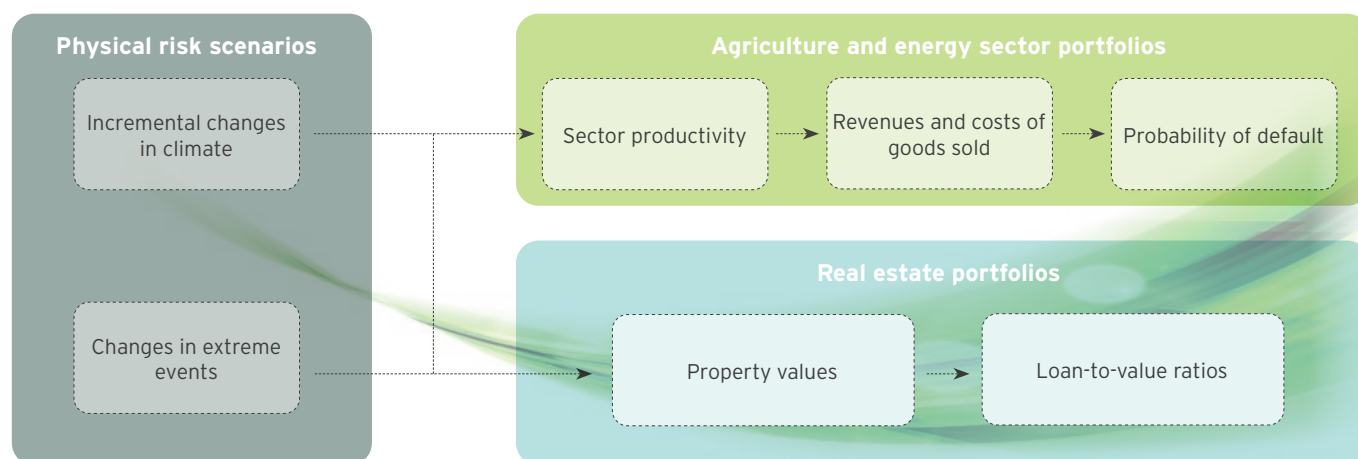 Physical risk scenarios
Incremental changes
in climate
Changes in extreme
events
Agriculture and energy sector portfolios
Sector productivity
Revenues and costs of
goods sold
Probability of default
Real estate portfolios
Property values
Loan-to-value ratios